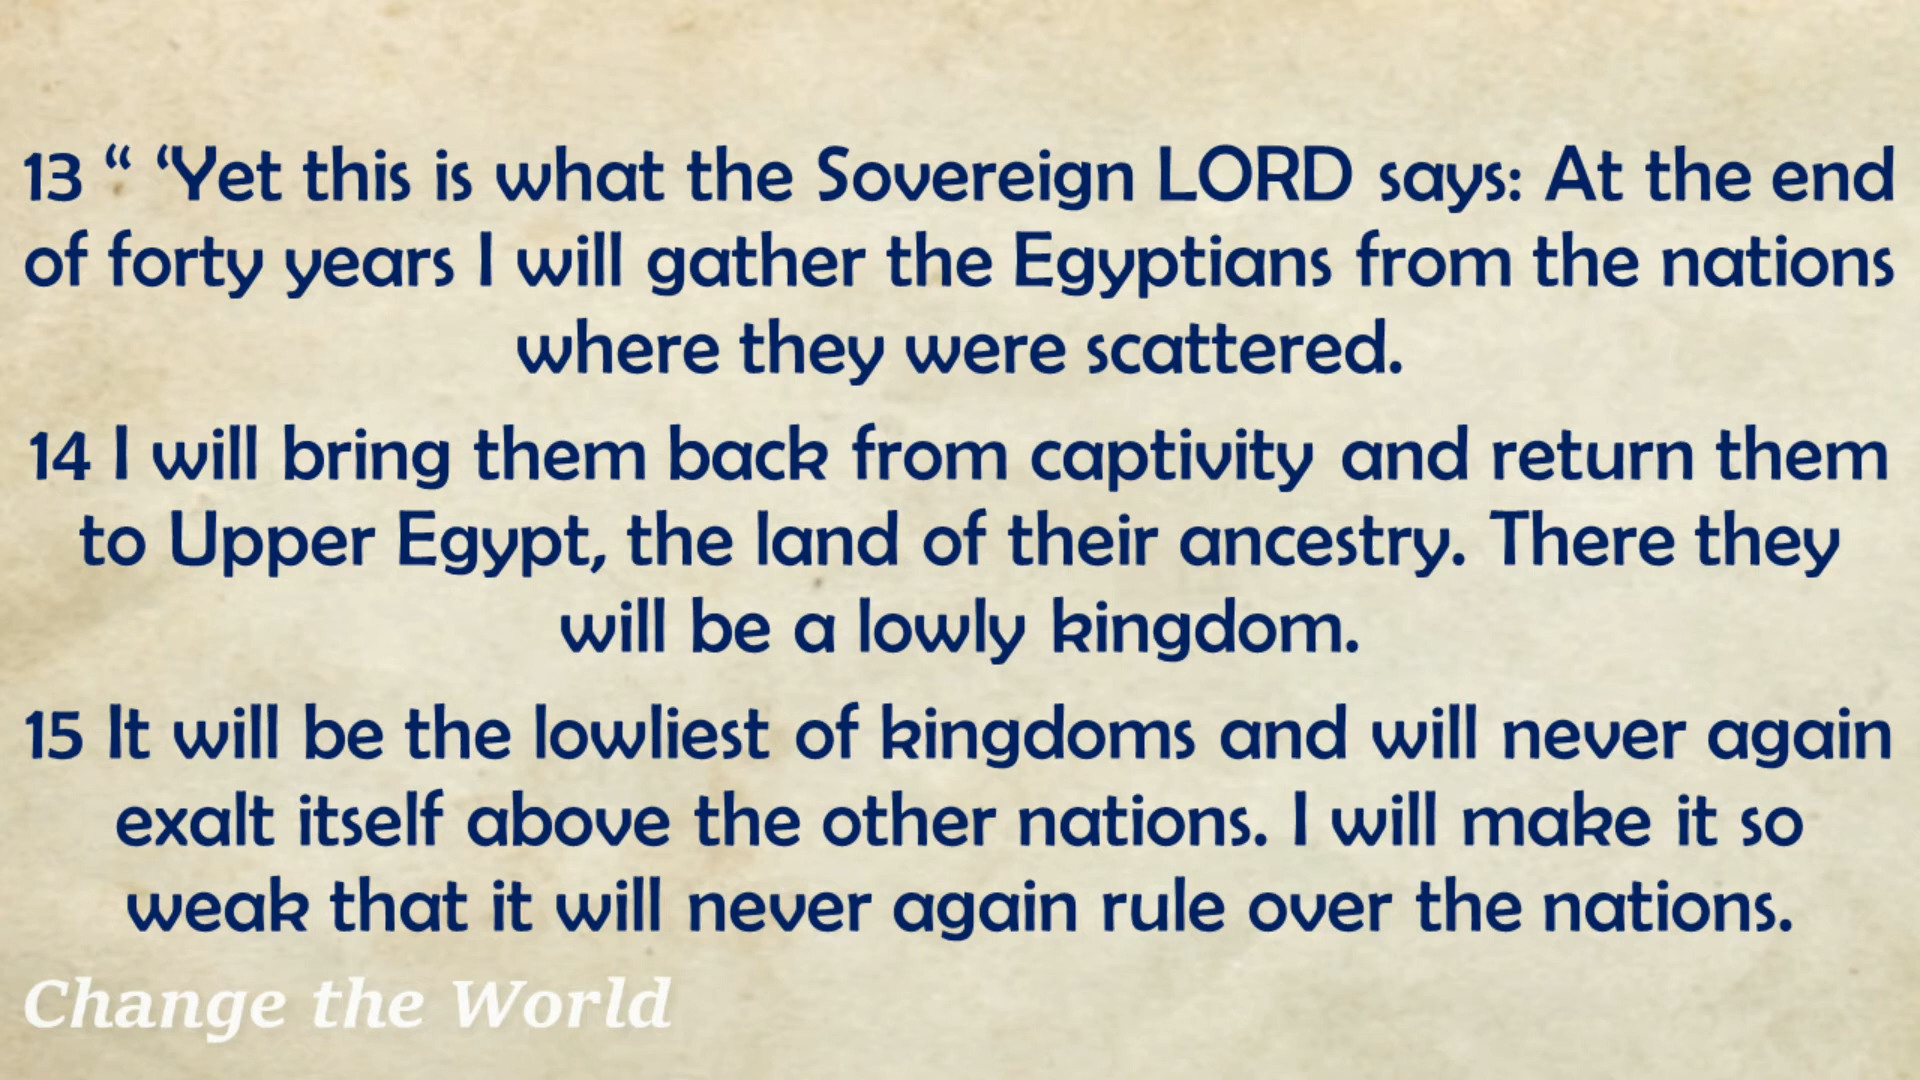 13 “ ‘Yet this is what the Sovereign LORD says: At the end
of forty years I will gather the Egyptians from the nations
where they were scattered.
14 I will bring them back from captivity and return them
to Upper Egypt, the land of their ancestry. There they
will be a lowly kingdom.
15 It will be the lowliest of kingdoms and will never again
exalt itself above the other nations. I will make it so
weak that it will never again rule over the nations.
Change the World